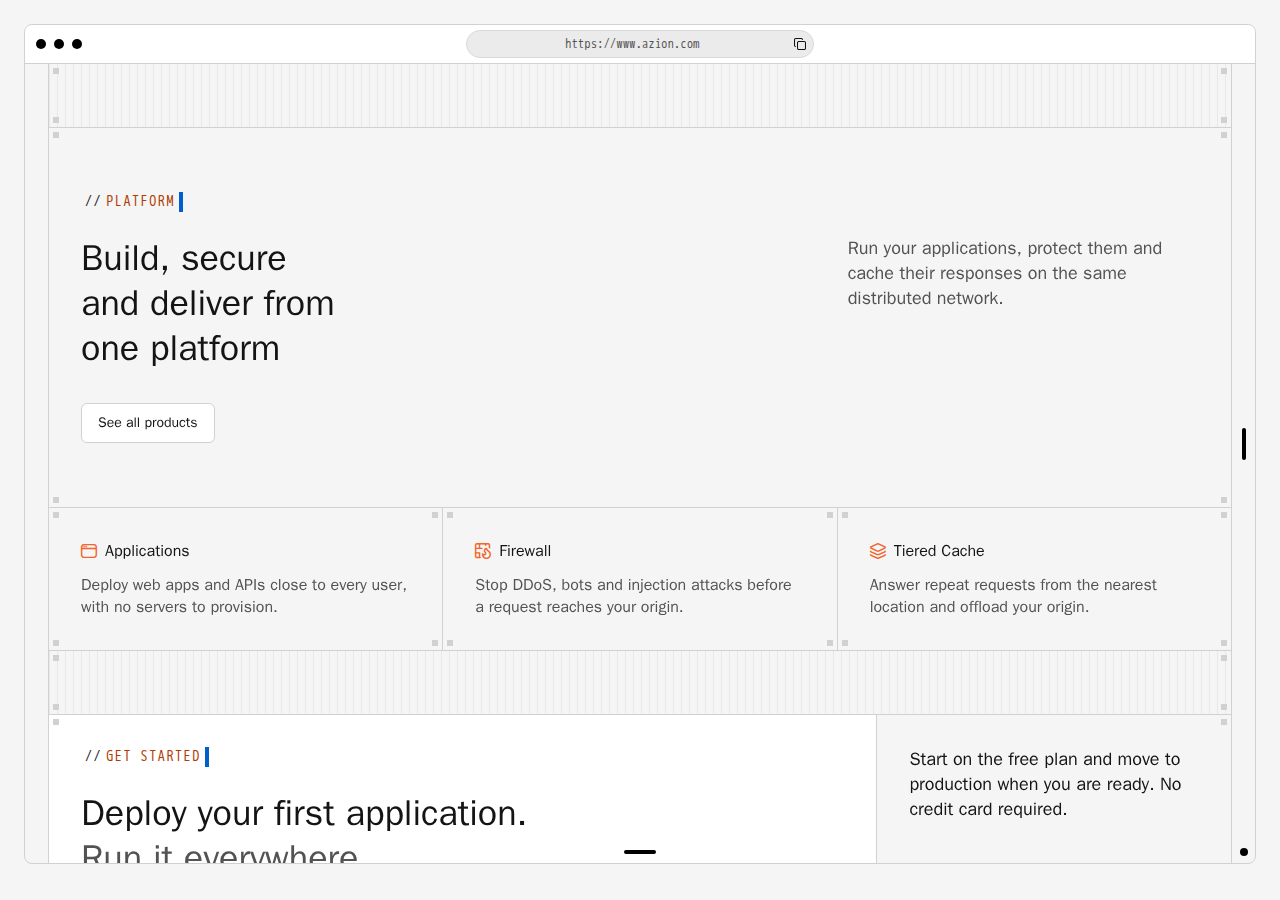 https://www.azion.com
// PLATFORM
Build, secure
and deliver from
one platform
Run your applications, protect them and
cache their responses on the same
distributed network.
See all products
Applications
Deploy web apps and APIs close to every user,
with no servers to provision.
Firewall
Stop DDoS, bots and injection attacks before
a request reaches your origin.
Tiered Cache
Answer repeat requests from the nearest
location and offload your origin.
// GET STARTED
Deploy your first application.
Run it everywhere
Start on the free plan and move to
production when you are ready. No
credit card required.